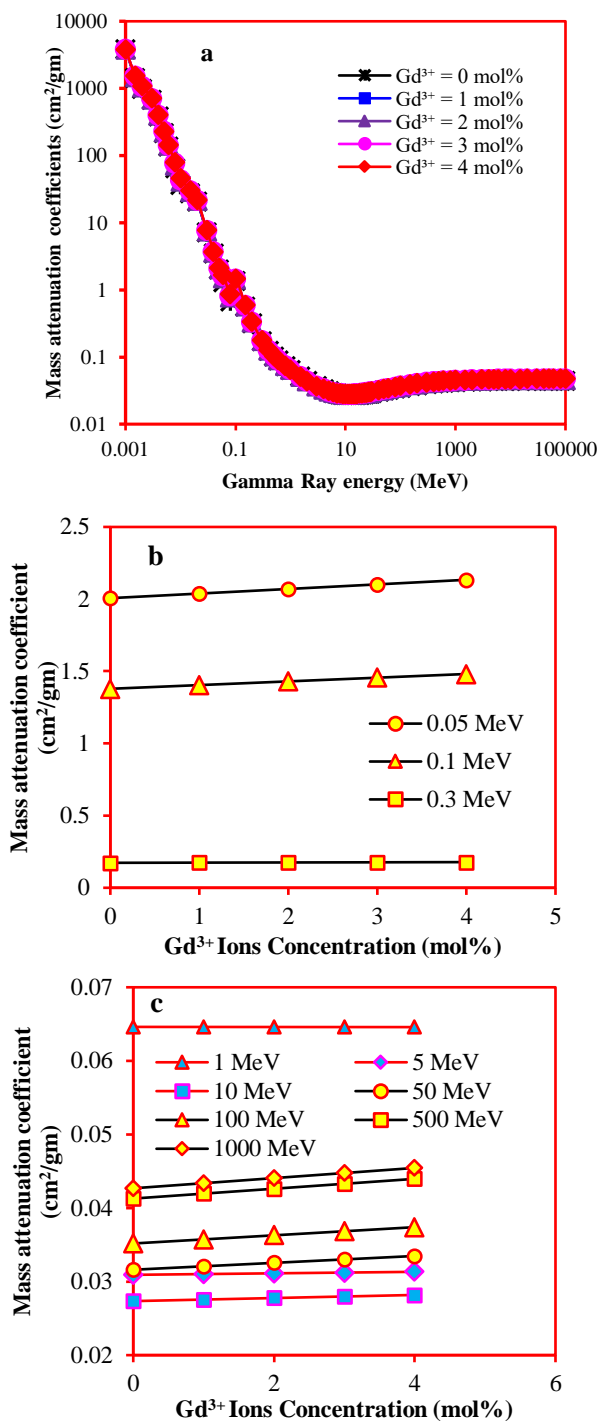 a
10000
1000
100
10
1
0.1
0.01
Mass attenuation coefficients (cm²/gm)
Gd³⁺ = 0 mol%
Gd³⁺ = 1 mol%
Gd³⁺ = 2 mol%
Gd³⁺ = 3 mol%
Gd³⁺ = 4 mol%
0.001 0.1 10 1000 100000
Gamma Ray energy (MeV)
b
2.5
2
1.5
1
0.5
0
Mass attenuation coefficient
(cm²/gm)
0.05 MeV
0.1 MeV
0.3 MeV
0 1 2 3 4 5
Gd³⁺ Ions Concentration (mol%)
c
0.07
0.06
0.05
0.04
0.03
0.02
Mass attenuation coefficient
(cm²/gm)
1 MeV 5 MeV
10 MeV 50 MeV
100 MeV 500 MeV
1000 MeV
0 2 4 6
Gd³⁺ Ions Concentration (mol%)